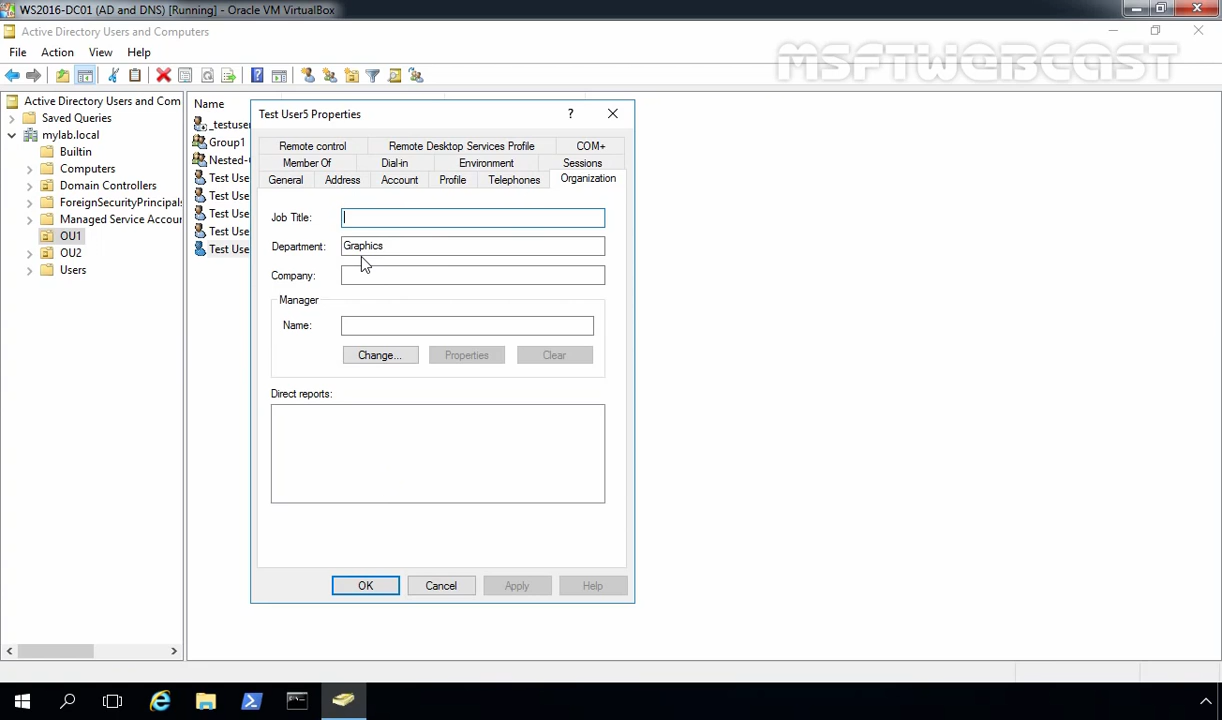 WS2016-DC01 (AD and DNS) [Running] - Oracle VM VirtualBox
Active Directory Users and Computers
MSFTWEBCAST
File Action View Help
Active Directory Users and Com
Saved Queries
mylab.local
Builtin
Computers
Domain Controllers
ForeignSecurityPrincipals
Managed Service Accour
OU1
OU2
Users
Name
_testuser
Group1
Nested-
Test Use
Test Use
Test Use
Test Use
Test Use
Test User5 Properties
?
Remote control Remote Desktop Services Profile COM+
Member Of Dial-in Environment Sessions
General Address Account Profile Telephones Organization
Job Title:
Department: Graphics
Company:
Manager
Name:
Change... Properties Clear
Direct reports:
OK Cancel Apply Help